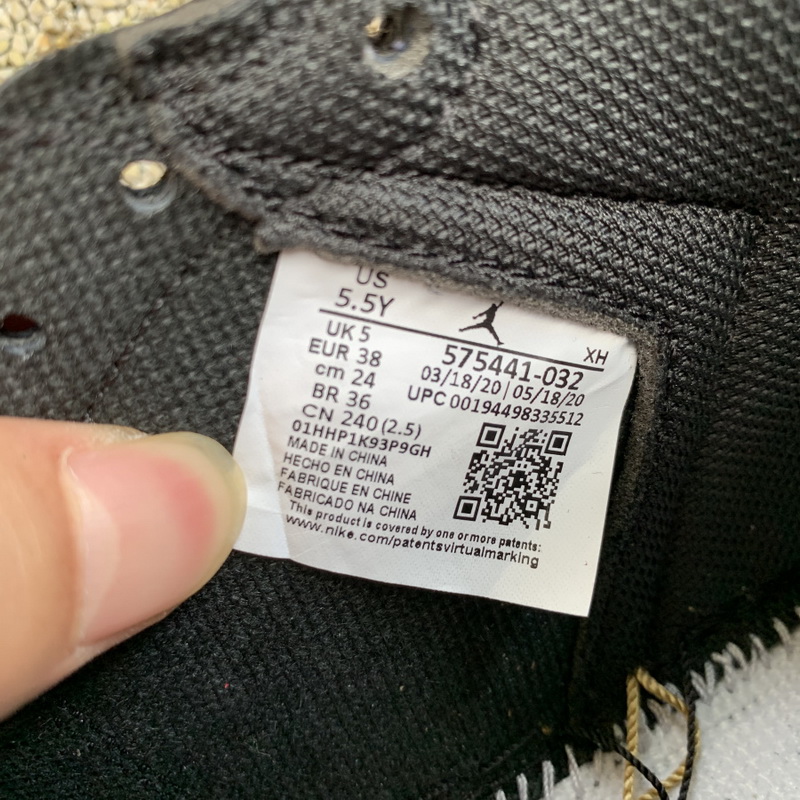 US
5.5Y
UK 5
EUR 38
cm 24
BR 36
CN 240 (2.5)
01HHP1K93P9GH
XH
575441-032
03/18/20 | 05/18/20
UPC 00194498335512
MADE IN CHINA
HECHO EN CHINA
FABRIQUE EN CHINE
FABRICADO NA CHINA
This product is covered by one or more patents:
www.nike.com/patentsvirtualmarking